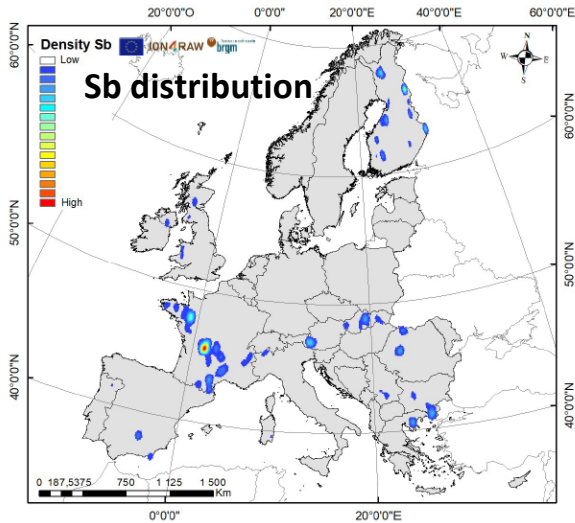 20°0'0"W 0°0'0" 20°0'0"E 40°0'0"E 60°0'0"E
Density Sb ION4RAW brgm
Low
Sb distribution
High
60°0'0"N
50°0'0"N
40°0'0"N
60°0'0"N
50°0'0"N
40°0'0"N
N
W E
S
0 187,5375 750 1 125 1 500
Km
0°0'0" 20°0'0"E